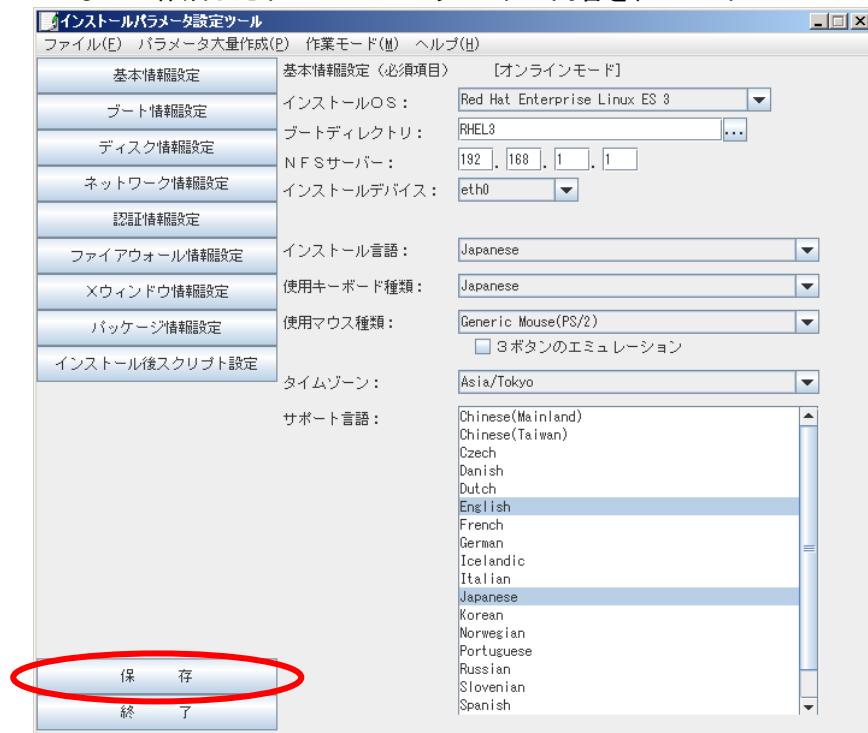 インストールパラメータ設定ツール
ファイル(F) パラメータ大量作成(P) 作業モード(M) ヘルプ(H)
基本情報設定
ブート情報設定
ディスク情報設定
ネットワーク情報設定
認証情報設定
ファイアウォール情報設定
Xウィンドウ情報設定
パッケージ情報設定
インストール後スクリプト設定
保 存
終 了
基本情報設定(必須項目) [オンラインモード]
インストールOS: Red Hat Enterprise Linux ES 3
ブートディレクトリ: RHEL3 ...
NFSサーバー: 192 . 168 . 1 . 1
インストールデバイス: eth0
インストール言語: Japanese
使用キーボード種類: Japanese
使用マウス種類: Generic Mouse(PS/2)
3ボタンのエミュレーション
タイムゾーン: Asia/Tokyo
サポート言語: Chinese(Mainland)
Chinese(Taiwan)
Czech
Danish
Dutch
English
French
German
Icelandic
Italian
Japanese
Korean
Norwegian
Portuguese
Russian
Slovenian
Spanish